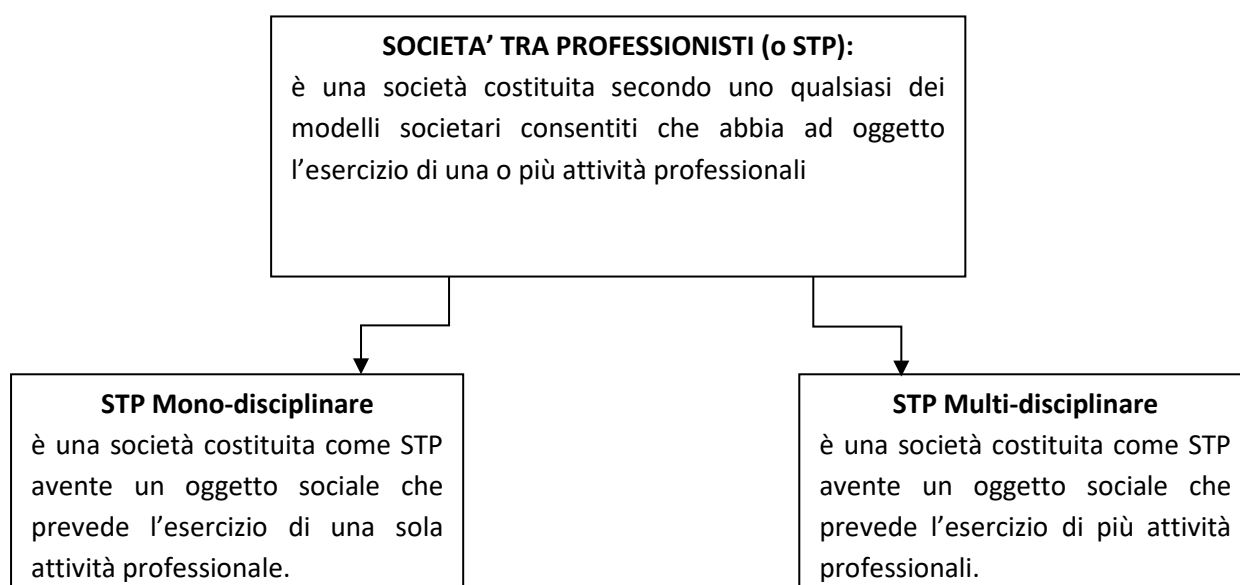 SOCIETA’ TRA PROFESSIONISTI (o STP):
è una società costituita secondo uno qualsiasi dei
modelli societari consentiti che abbia ad oggetto
l’esercizio di una o più attività professionali
STP Mono-disciplinare
è una società costituita come STP
avente un oggetto sociale che
prevede l’esercizio di una sola
attività professionale.
STP Multi-disciplinare
è una società costituita come STP
avente un oggetto sociale che
prevede l’esercizio di più attività
professionali.